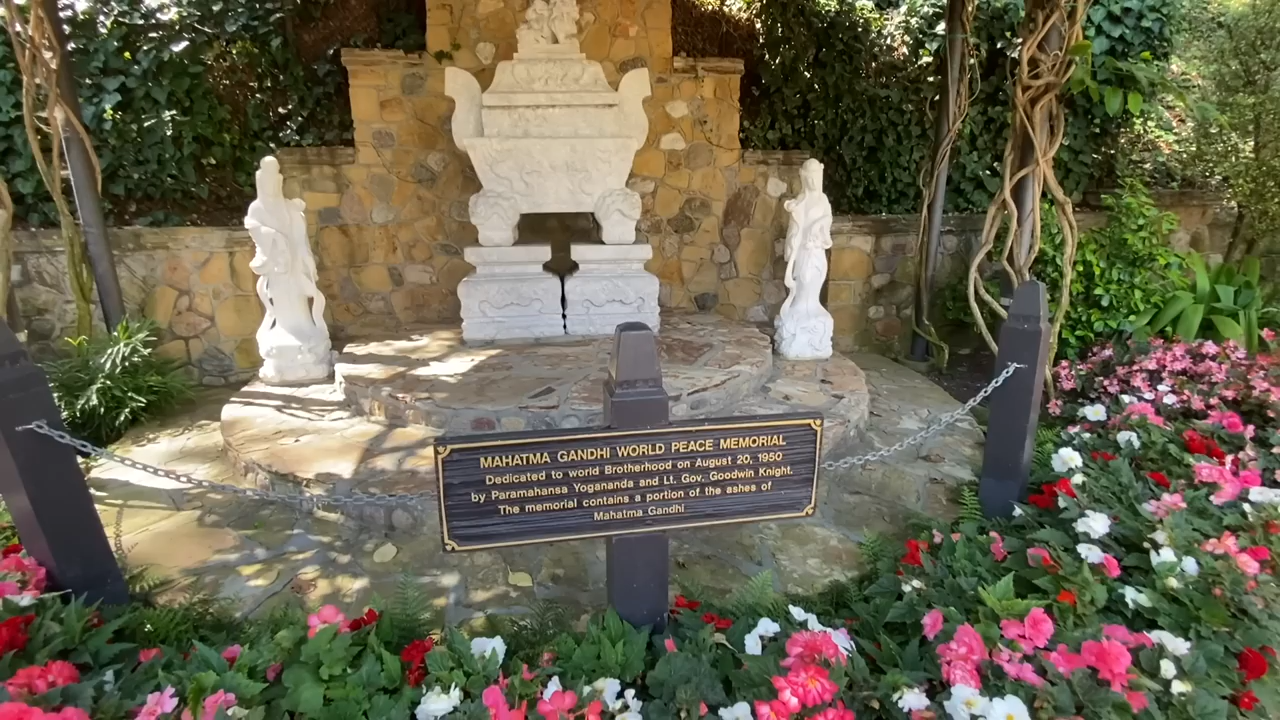 MAHATMA GANDHI WORLD PEACE MEMORIAL
Dedicated to world Brotherhood on August 20, 1950
by Paramahansa Yogananda and Lt. Gov. Goodwin Knight.
The memorial contains a portion of the ashes of
Mahatma Gandhi